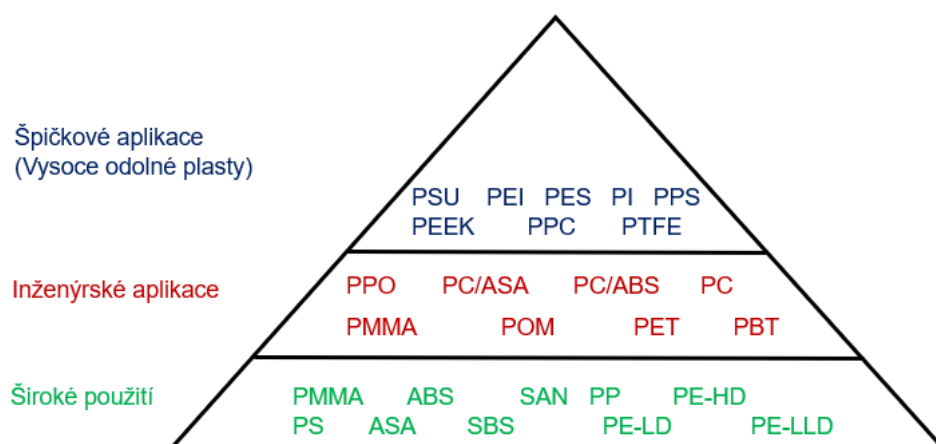 Špičkové aplikace
(Vysoce odolné plasty)
PSU PEI PES PI PPS
PEEK PPC PTFE
Inženýrské aplikace
PPO PC/ASA PC/ABS PC
PMMA POM PET PBT
Široké použití
PMMA ABS SAN PP PE-HD
PS ASA SBS PE-LD PE-LLD